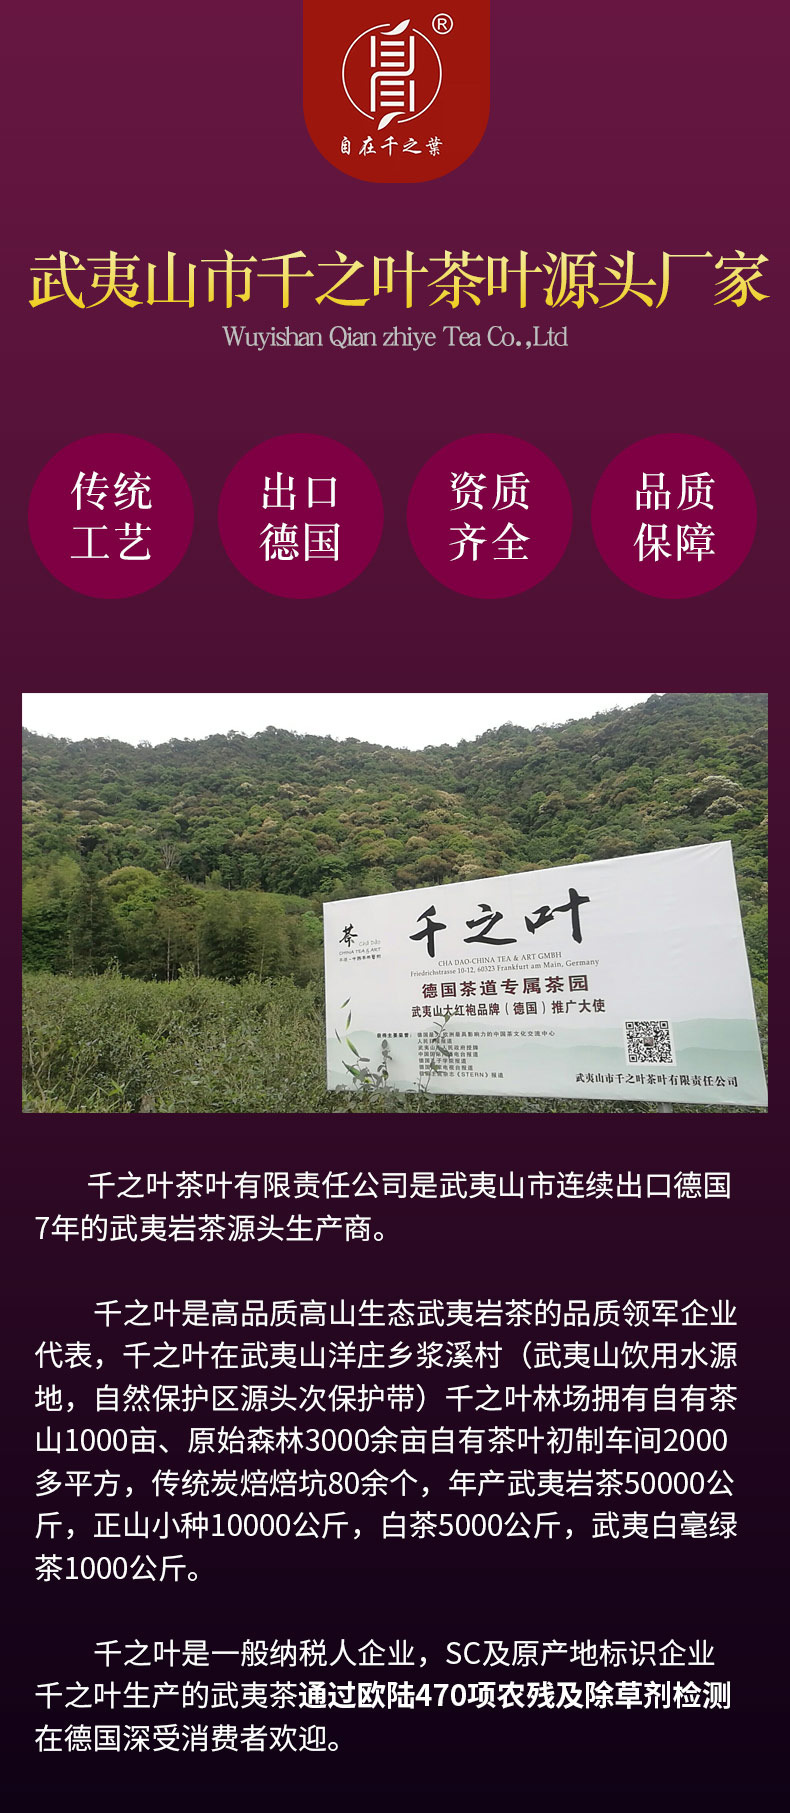 ®
自在千之葉
武夷山市千之叶茶叶源头厂家
Wuyishan Qian zhiye Tea Co.,Ltd
传统
工艺
出口
德国
资质
齐全
品质
保障
茶 Cha Dao
CHINA TEA & ART
千之叶
CHA DAO-CHINA TEA & ART GMBH
Friedrichstrasse 10-12, 60323 Frankfurt am Main, Germany
德国茶道专属茶园
武夷山大红袍品牌（德国）推广大使
武夷山市千之叶茶叶有限责任公司
千之叶茶叶有限责任公司是武夷山市连续出口德国
7年的武夷岩茶源头生产商。
千之叶是高品质高山生态武夷岩茶的品质领军企业
代表，千之叶在武夷山洋庄乡浆溪村（武夷山饮用水源
地，自然保护区源头次保护带）千之叶林场拥有自有茶
山1000亩、原始森林3000余亩自有茶叶初制车间2000
多平方，传统炭焙焙坑80余个，年产武夷岩茶50000公
斤，正山小种10000公斤，白茶5000公斤，武夷白毫绿
茶1000公斤。
千之叶是一般纳税人企业，SC及原产地标识企业
千之叶生产的武夷茶通过欧陆470项农残及除草剂检测
在德国深受消费者欢迎。